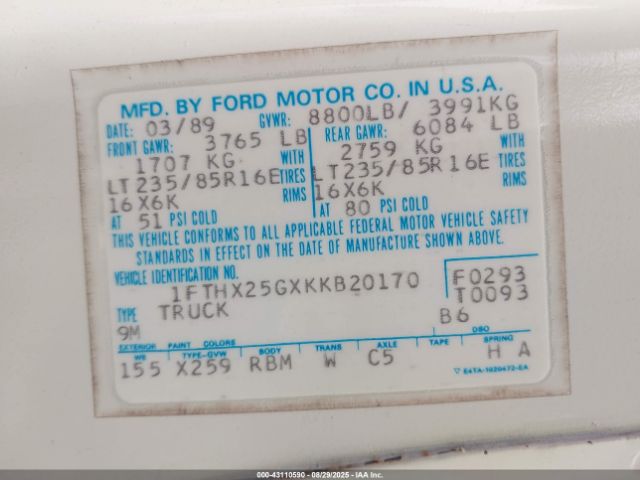 MFD. BY FORD MOTOR CO. IN U.S.A.
DATE: 03/89 GVWR: 8800LB/ 3991KG
FRONT GAWR: 3765 LB REAR GAWR: 6084 LB
1707 KG WITH 2759 KG WITH
LT235/85R16E TIRES LT235/85R16E TIRES
16X6K RIMS 16X6K RIMS
AT 51 PSI COLD AT 80 PSI COLD
THIS VEHICLE CONFORMS TO ALL APPLICABLE FEDERAL MOTOR VEHICLE SAFETY
STANDARDS IN EFFECT ON THE DATE OF MANUFACTURE SHOWN ABOVE.
VEHICLE IDENTIFICATION NO. F0293
1FTHX25GXKKB20170 T0093
TYPE TRUCK
9M B6
EXTERIOR PAINT COLORS DSO
WB TYPE-GVW BODY TRANS AXLE TAPE SPRING
155 X259 RBM W C5 H A
E4TA-1020472-EA
000-43110590 - 08/29/2025 - IAA Inc.